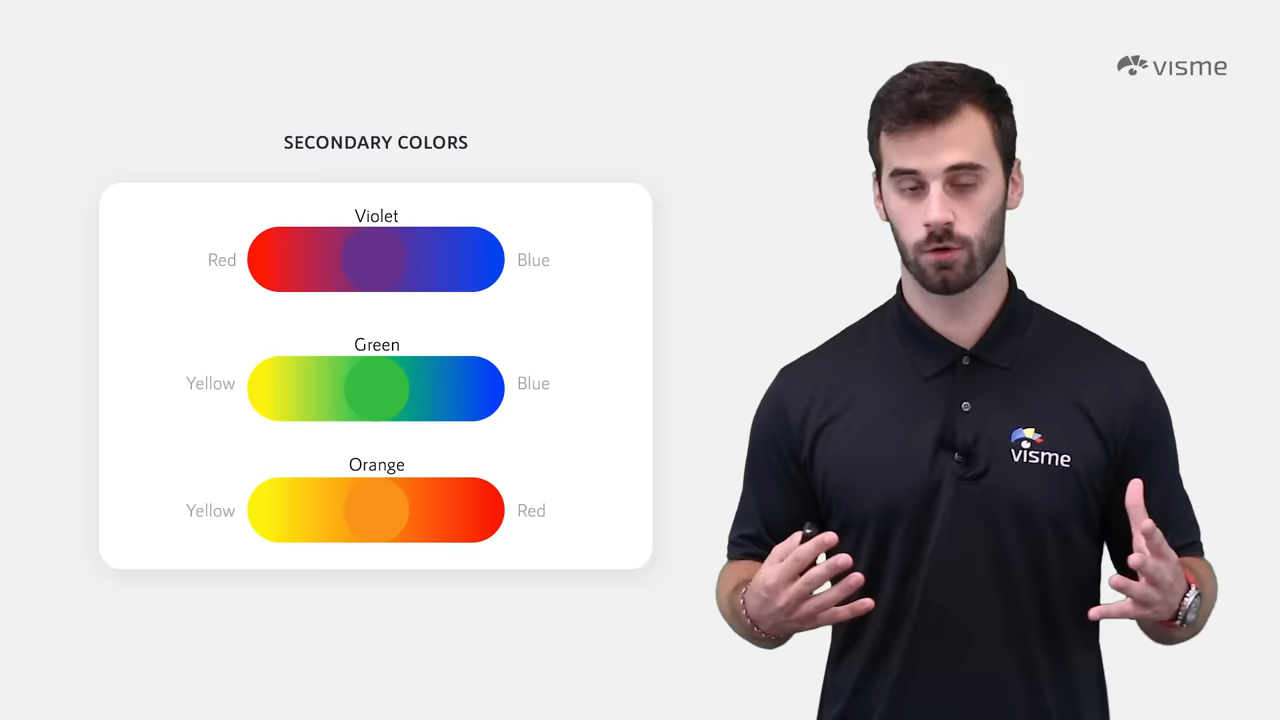 visme
SECONDARY COLORS
Violet
Red
Blue
Green
Yellow
Blue
Orange
Yellow
Red
visme